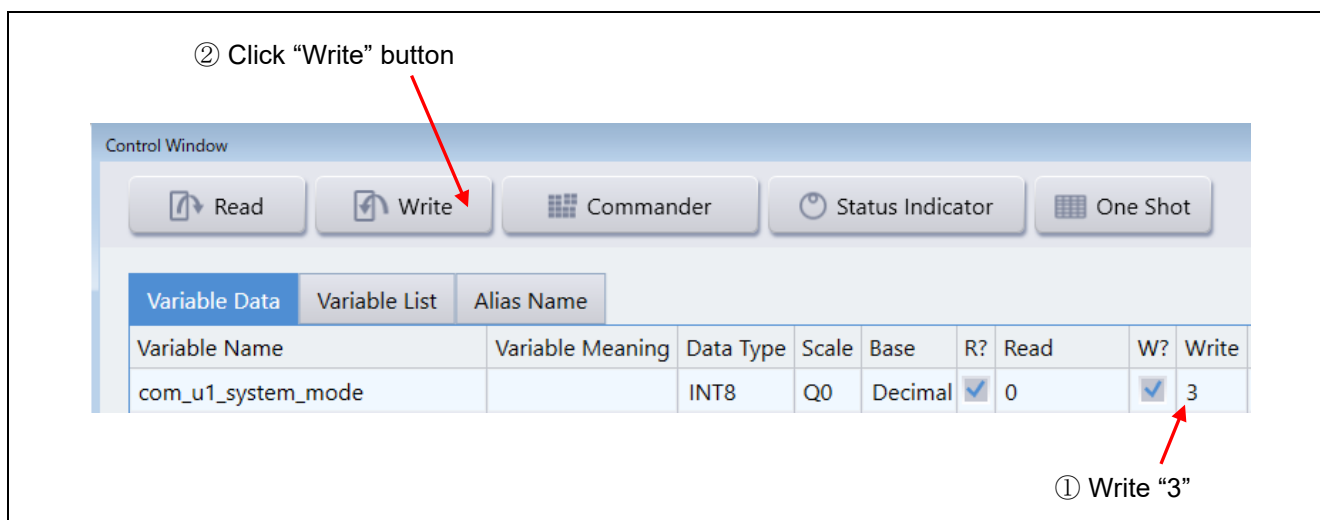 ② Click “Write” button
Control Window
Read Write Commander Status Indicator One Shot
Variable Data Variable List Alias Name
Variable Name Variable Meaning Data Type Scale Base R? Read W? Write
com_u1_system_mode INT8 Q0 Decimal 0 3
① Write “3”